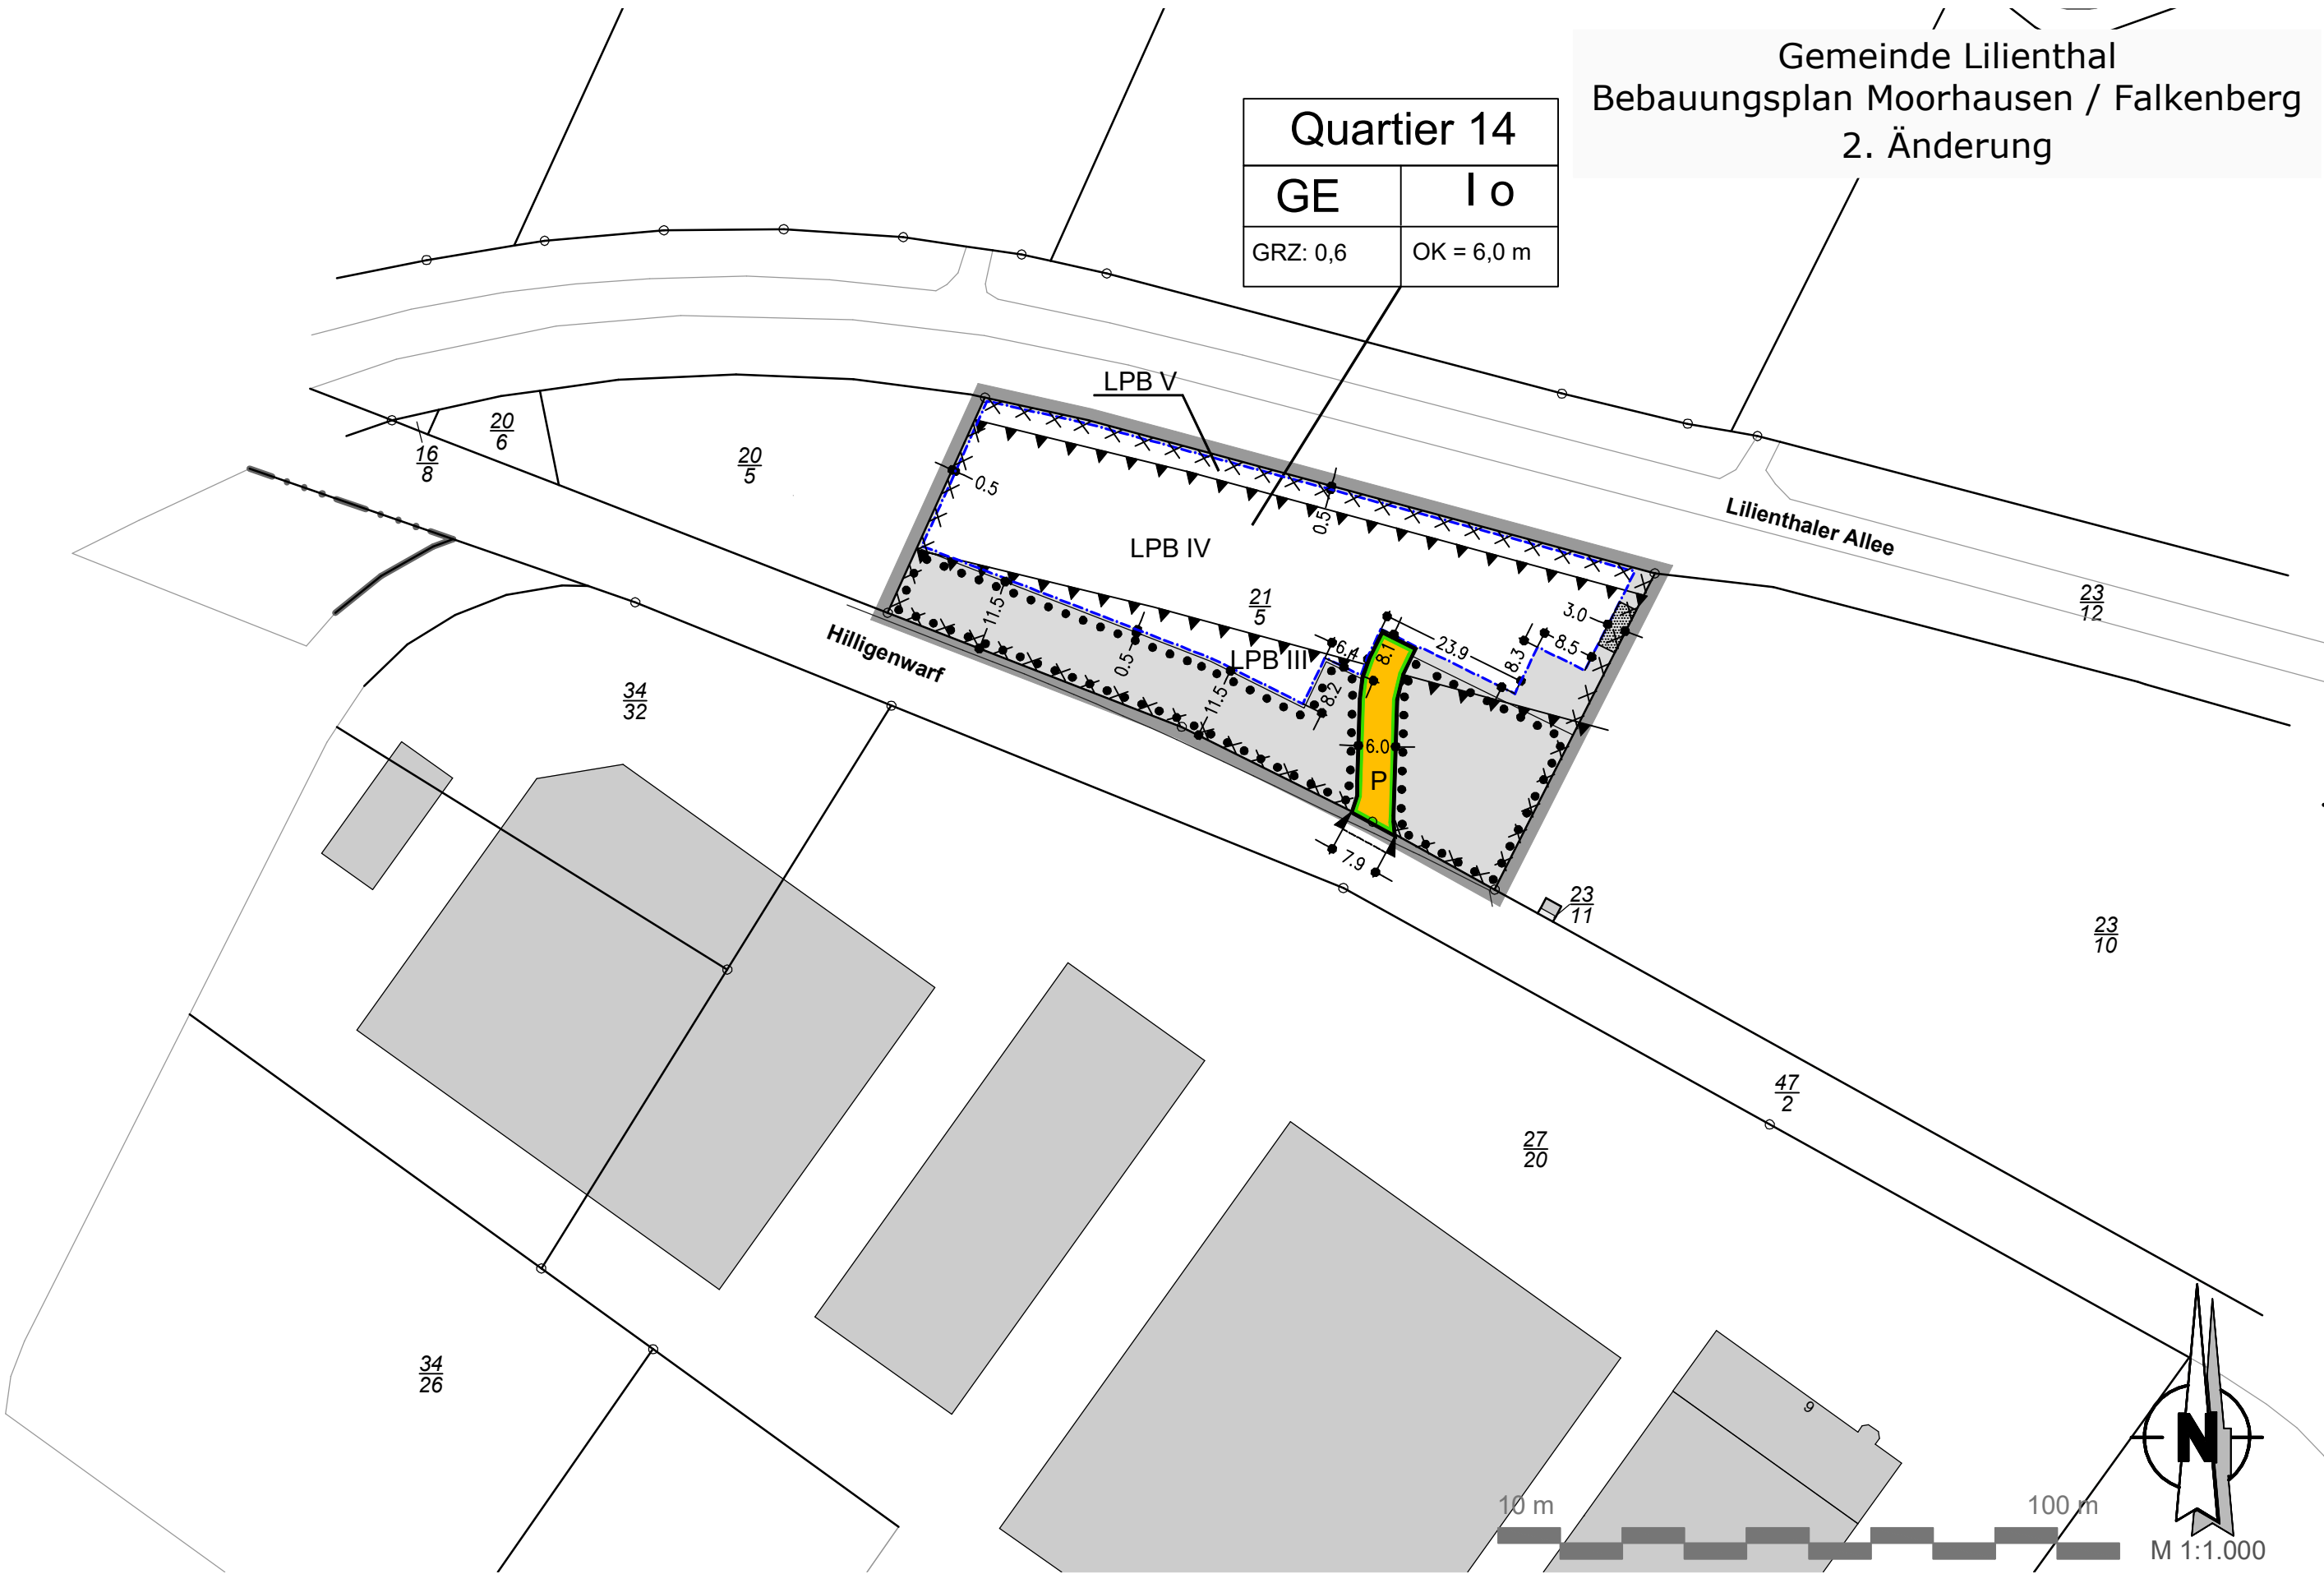 Gemeinde Lilienthal
Bebauungsplan Moorhausen / Falkenberg
2. Änderung
Quartier 14
GE
I o
GRZ: 0,6
OK = 6,0 m
LPB V
20
6
16
8
20
5
0.5
0.5
Lilienthaler Allee
LPB IV
21
5
23
12
3.0
11.5
8.5
23.9
6.4
8.1
8.3
LPB III
0.5
8.2
11.5
Hilligenwarf
34
32
6.0
P
7.9
23
11
23
10
47
2
27
20
34
26
9
N
10 m
100 m
M 1:1.000